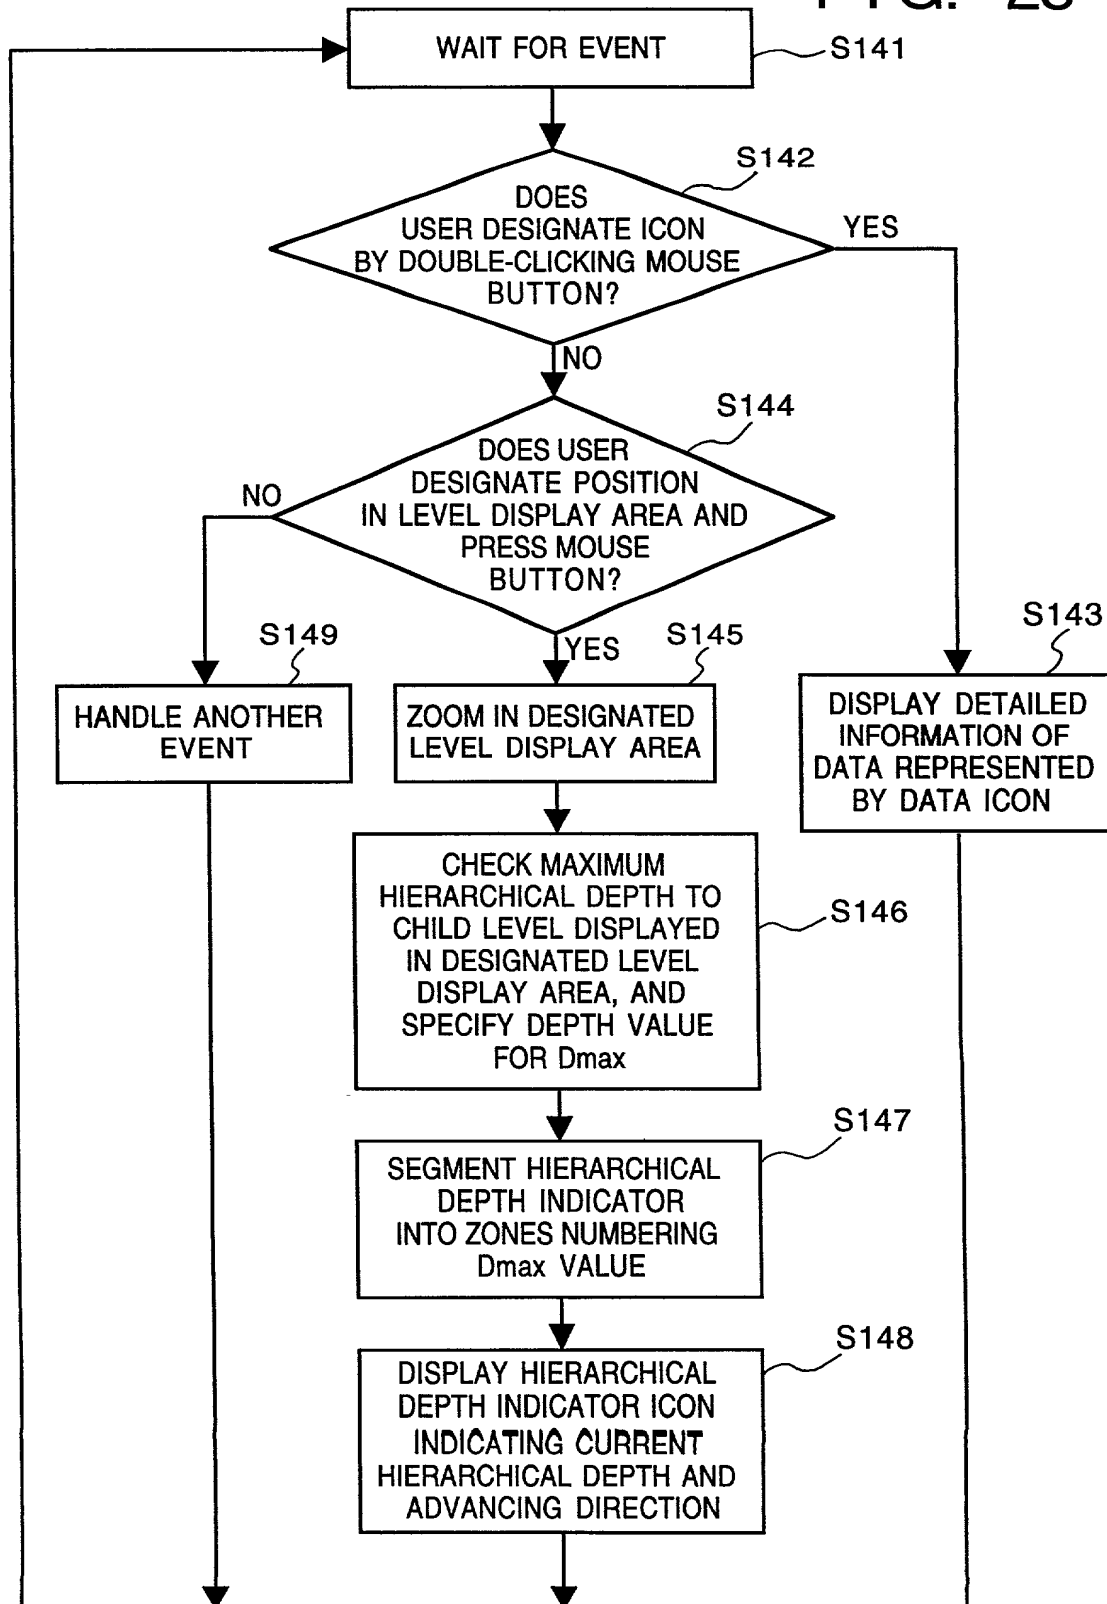 FIG. 28
WAIT FOR EVENT
S141
S142
DOES
USER DESIGNATE ICON
BY DOUBLE-CLICKING MOUSE
BUTTON?
YES
NO
S144
DOES USER
DESIGNATE POSITION
IN LEVEL DISPLAY AREA AND
PRESS MOUSE
BUTTON?
NO
YES
S149
HANDLE ANOTHER
EVENT
S145
ZOOM IN DESIGNATED
LEVEL DISPLAY AREA
S143
DISPLAY DETAILED
INFORMATION OF
DATA REPRESENTED
BY DATA ICON
CHECK MAXIMUM
HIERARCHICAL DEPTH TO
CHILD LEVEL DISPLAYED
IN DESIGNATED LEVEL
DISPLAY AREA, AND
SPECIFY DEPTH VALUE
FOR Dmax
S146
S147
SEGMENT HIERARCHICAL
DEPTH INDICATOR
INTO ZONES NUMBERING
Dmax VALUE
S148
DISPLAY HIERARCHICAL
DEPTH INDICATOR ICON
INDICATING CURRENT
HIERARCHICAL DEPTH AND
ADVANCING DIRECTION